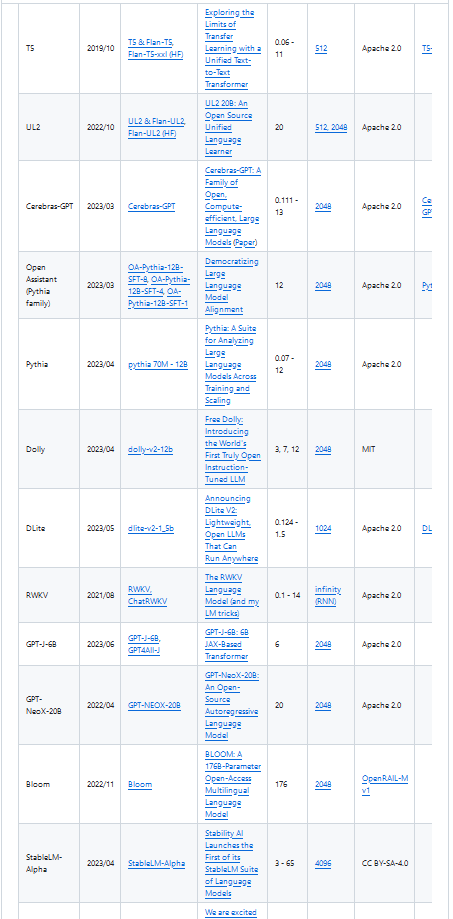 T5
2019/10
T5 & Flan-T5,
Flan-T5-xxl (HF)
Exploring the
Limits of
Transfer
Learning with a
Unified Text-
to-Text
Transformer
0.06 -
11
512
Apache 2.0
T5-
UL2
2022/10
UL2 & Flan-UL2,
Flan-UL2 (HF)
UL2 20B: An
Open Source
Unified
Language
Learner
20
512, 2048
Apache 2.0
Cerebras-GPT
2023/03
Cerebras-GPT
Cerebras-GPT: A
Family of
Open,
Compute-
efficient, Large
Language
Models (Paper)
0.111 -
13
2048
Apache 2.0
Ce
GP
Open
Assistant
(Pythia
family)
2023/03
OA-Pythia-12B-
SFT-8, OA-Pythia-
12B-SFT-4, OA-
Pythia-12B-SFT-1
Democratizing
Large
Language
Model
Alignment
12
2048
Apache 2.0
Pyt
Pythia
2023/04
pythia 70M - 12B
Pythia: A Suite
for Analyzing
Large
Language
Models Across
Training and
Scaling
0.07 -
12
2048
Apache 2.0
Dolly
2023/04
dolly-v2-12b
Free Dolly:
Introducing
the World's
First Truly Open
Instruction-
Tuned LLM
3, 7, 12
2048
MIT
DLite
2023/05
dlite-v2-1_5b
Announcing
DLite V2:
Lightweight,
Open LLMs
That Can
Run Anywhere
0.124 -
1.5
1024
Apache 2.0
DL
RWKV
2021/08
RWKV,
ChatRWKV
The RWKV
Language
Model (and my
LM tricks)
0.1 - 14
infinity
(RNN)
Apache 2.0
GPT-J-6B
2023/06
GPT-J-6B,
GPT4All-J
GPT-J-6B: 6B
JAX-Based
Transformer
6
2048
Apache 2.0
GPT-
NeoX-20B
2022/04
GPT-NEOX-20B
GPT-NeoX-20B:
An Open-
Source
Autoregressive
Language
Model
20
2048
Apache 2.0
Bloom
2022/11
Bloom
BLOOM: A
176B-Parameter
Open-Access
Multilingual
Language
Model
176
2048
OpenRAIL-M
v1
StableLM-
Alpha
2023/04
StableLM-Alpha
Stability AI
Launches the
First of its
StableLM Suite
of Language
Models
3 - 65
4096
CC BY-SA-4.0
We are excited